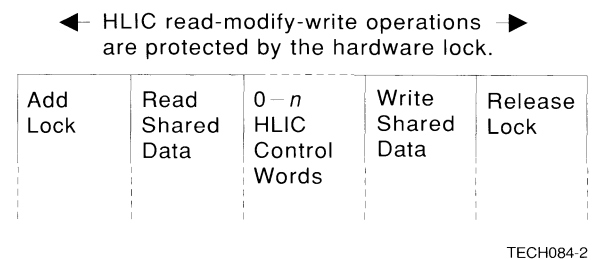 HLIC read-modify-write operations
are protected by the hardware lock.
Add
Lock
Read
Shared
Data
0–n
HLIC
Control
Words
Write
Shared
Data
Release
Lock
TECH084-2